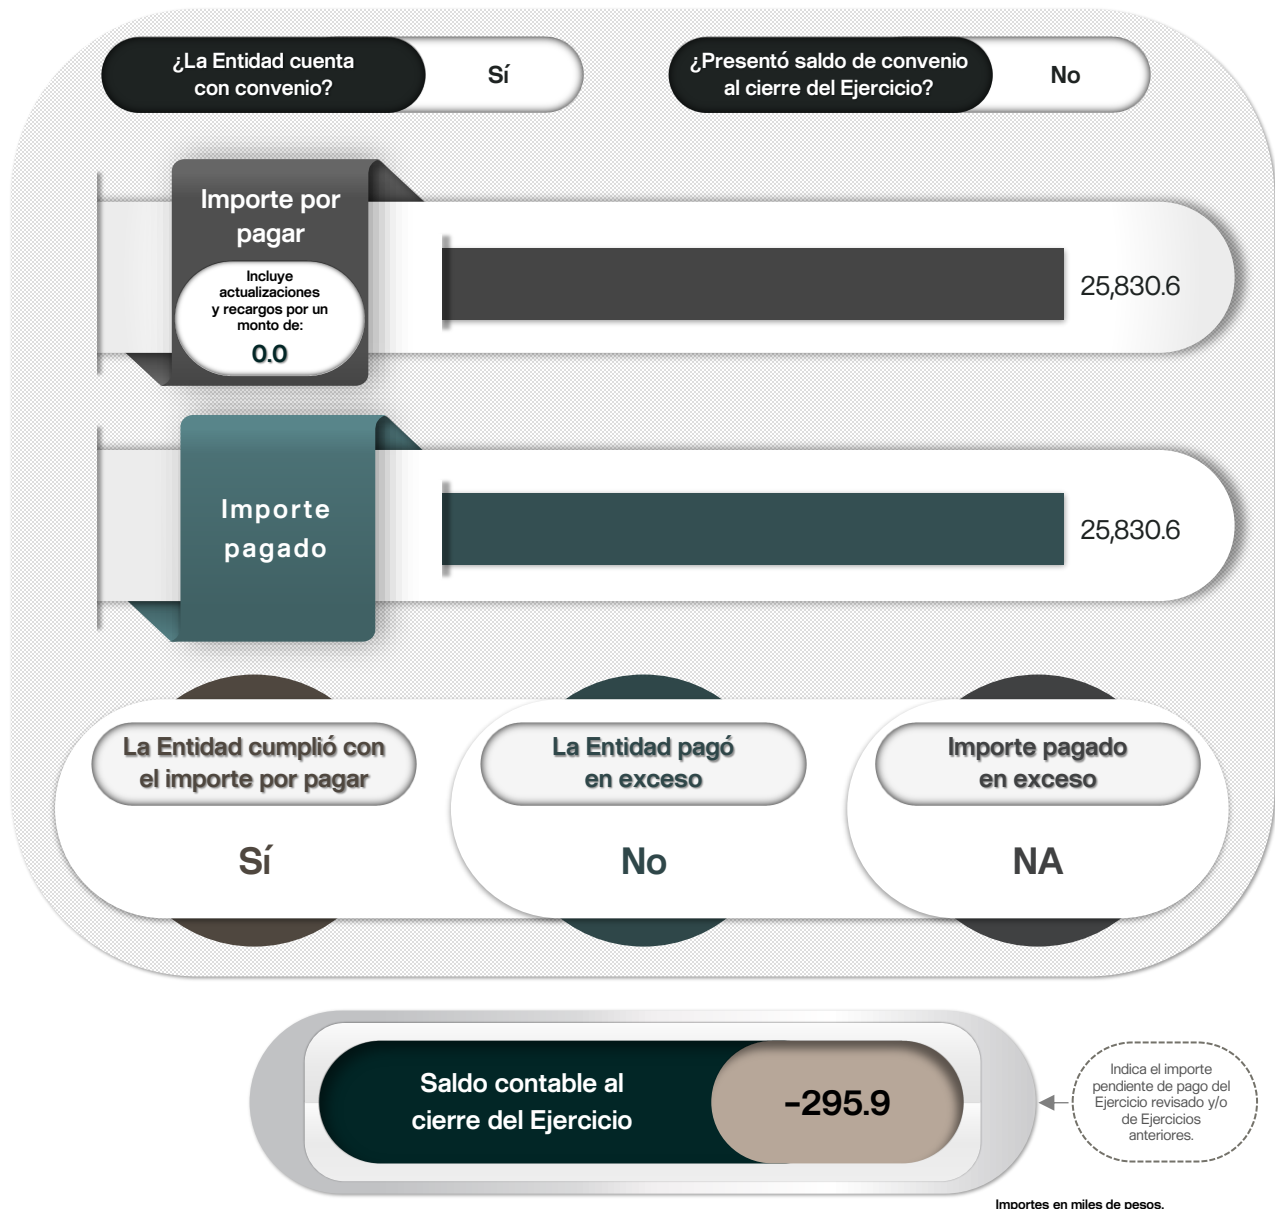 ¿La Entidad cuenta
con convenio?
Sí
¿Presentó saldo de convenio
al cierre del Ejercicio?
No
Importe por
pagar
Incluye
actualizaciones
y recargos por un
monto de:
0.0
25,830.6
Importe
pagado
25,830.6
La Entidad cumplió con
el importe por pagar
Sí
La Entidad pagó
en exceso
No
Importe pagado
en exceso
NA
Saldo contable al
cierre del Ejercicio
-295.9
Indica el importe
pendiente de pago del
Ejercicio revisado y/o
de Ejercicios
anteriores.
Importes en miles de pesos.